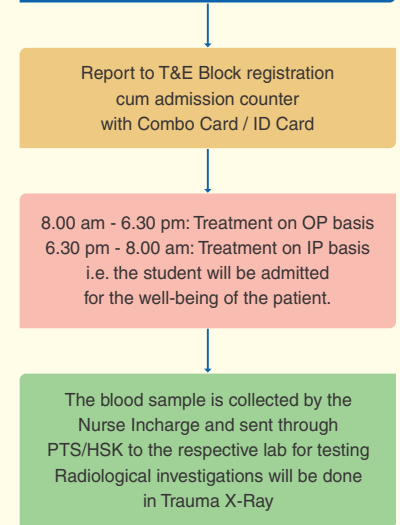 Report to T&E Block registration
cum admission counter
with Combo Card / ID Card
8.00 am - 6.30 pm: Treatment on OP basis
6.30 pm - 8.00 am: Treatment on IP basis
i.e. the student will be admitted
for the well-being of the patient.
The blood sample is collected by the
Nurse Incharge and sent through
PTS/HSK to the respective lab for testing
Radiological investigations will be done
in Trauma X-Ray